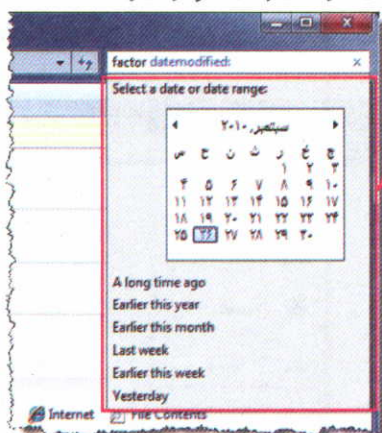 factor datemodified:
Select a date or date range:
سبتمبر, ۲۰۱۰
ص ح ن ث ر خ ج
۱ ۲ ۳
۴ ۵ ۶ ۷ ۸ ۹ ۱۰
۱۱ ۱۲ ۱۳ ۱۴ ۱۵ ۱۶ ۱۷
۱۸ ۱۹ ۲۰ ۲۱ ۲۲ ۲۳ ۲۴
۲۵ ۲۶ ۲۷ ۲۸ ۲۹ ۳۰
A long time ago
Earlier this year
Earlier this month
Last week
Earlier this week
Yesterday
Internet File Contents